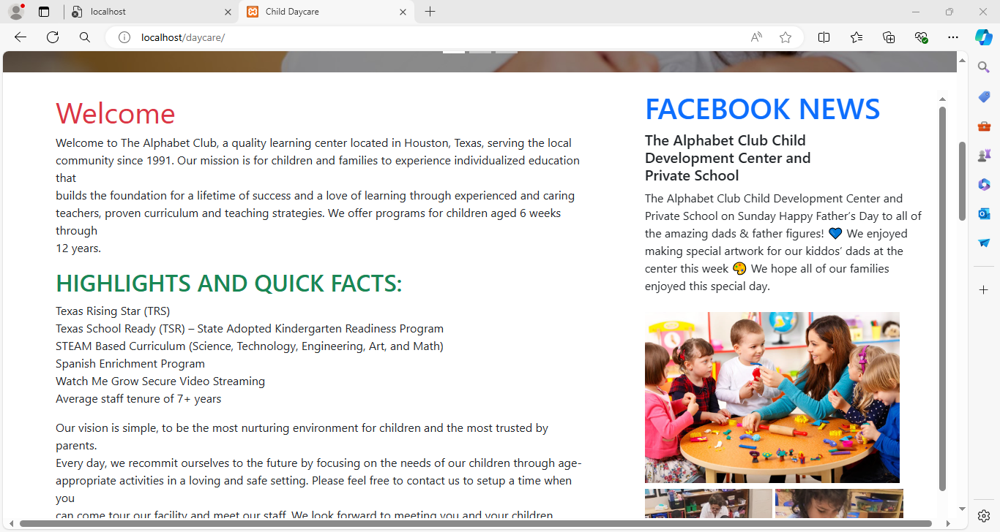 localhost
Child Daycare
localhost/daycare/
Welcome
Welcome to The Alphabet Club, a quality learning center located in Houston, Texas, serving the local
community since 1991. Our mission is for children and families to experience individualized education
that
builds the foundation for a lifetime of success and a love of learning through experienced and caring
teachers, proven curriculum and teaching strategies. We offer programs for children aged 6 weeks
through
12 years.
HIGHLIGHTS AND QUICK FACTS:
Texas Rising Star (TRS)
Texas School Ready (TSR) – State Adopted Kindergarten Readiness Program
STEAM Based Curriculum (Science, Technology, Engineering, Art, and Math)
Spanish Enrichment Program
Watch Me Grow Secure Video Streaming
Average staff tenure of 7+ years
Our vision is simple, to be the most nurturing environment for children and the most trusted by
parents.
Every day, we recommit ourselves to the future by focusing on the needs of our children through age-
appropriate activities in a loving and safe setting. Please feel free to contact us to setup a time when
you
can come tour our facility and meet our staff. We look forward to meeting you and your children
FACEBOOK NEWS
The Alphabet Club Child
Development Center and
Private School
The Alphabet Club Child Development Center and
Private School on Sunday Happy Father's Day to all of
the amazing dads & father figures! 💙 We enjoyed
making special artwork for our kiddos' dads at the
center this week 🎨 We hope all of our families
enjoyed this special day.